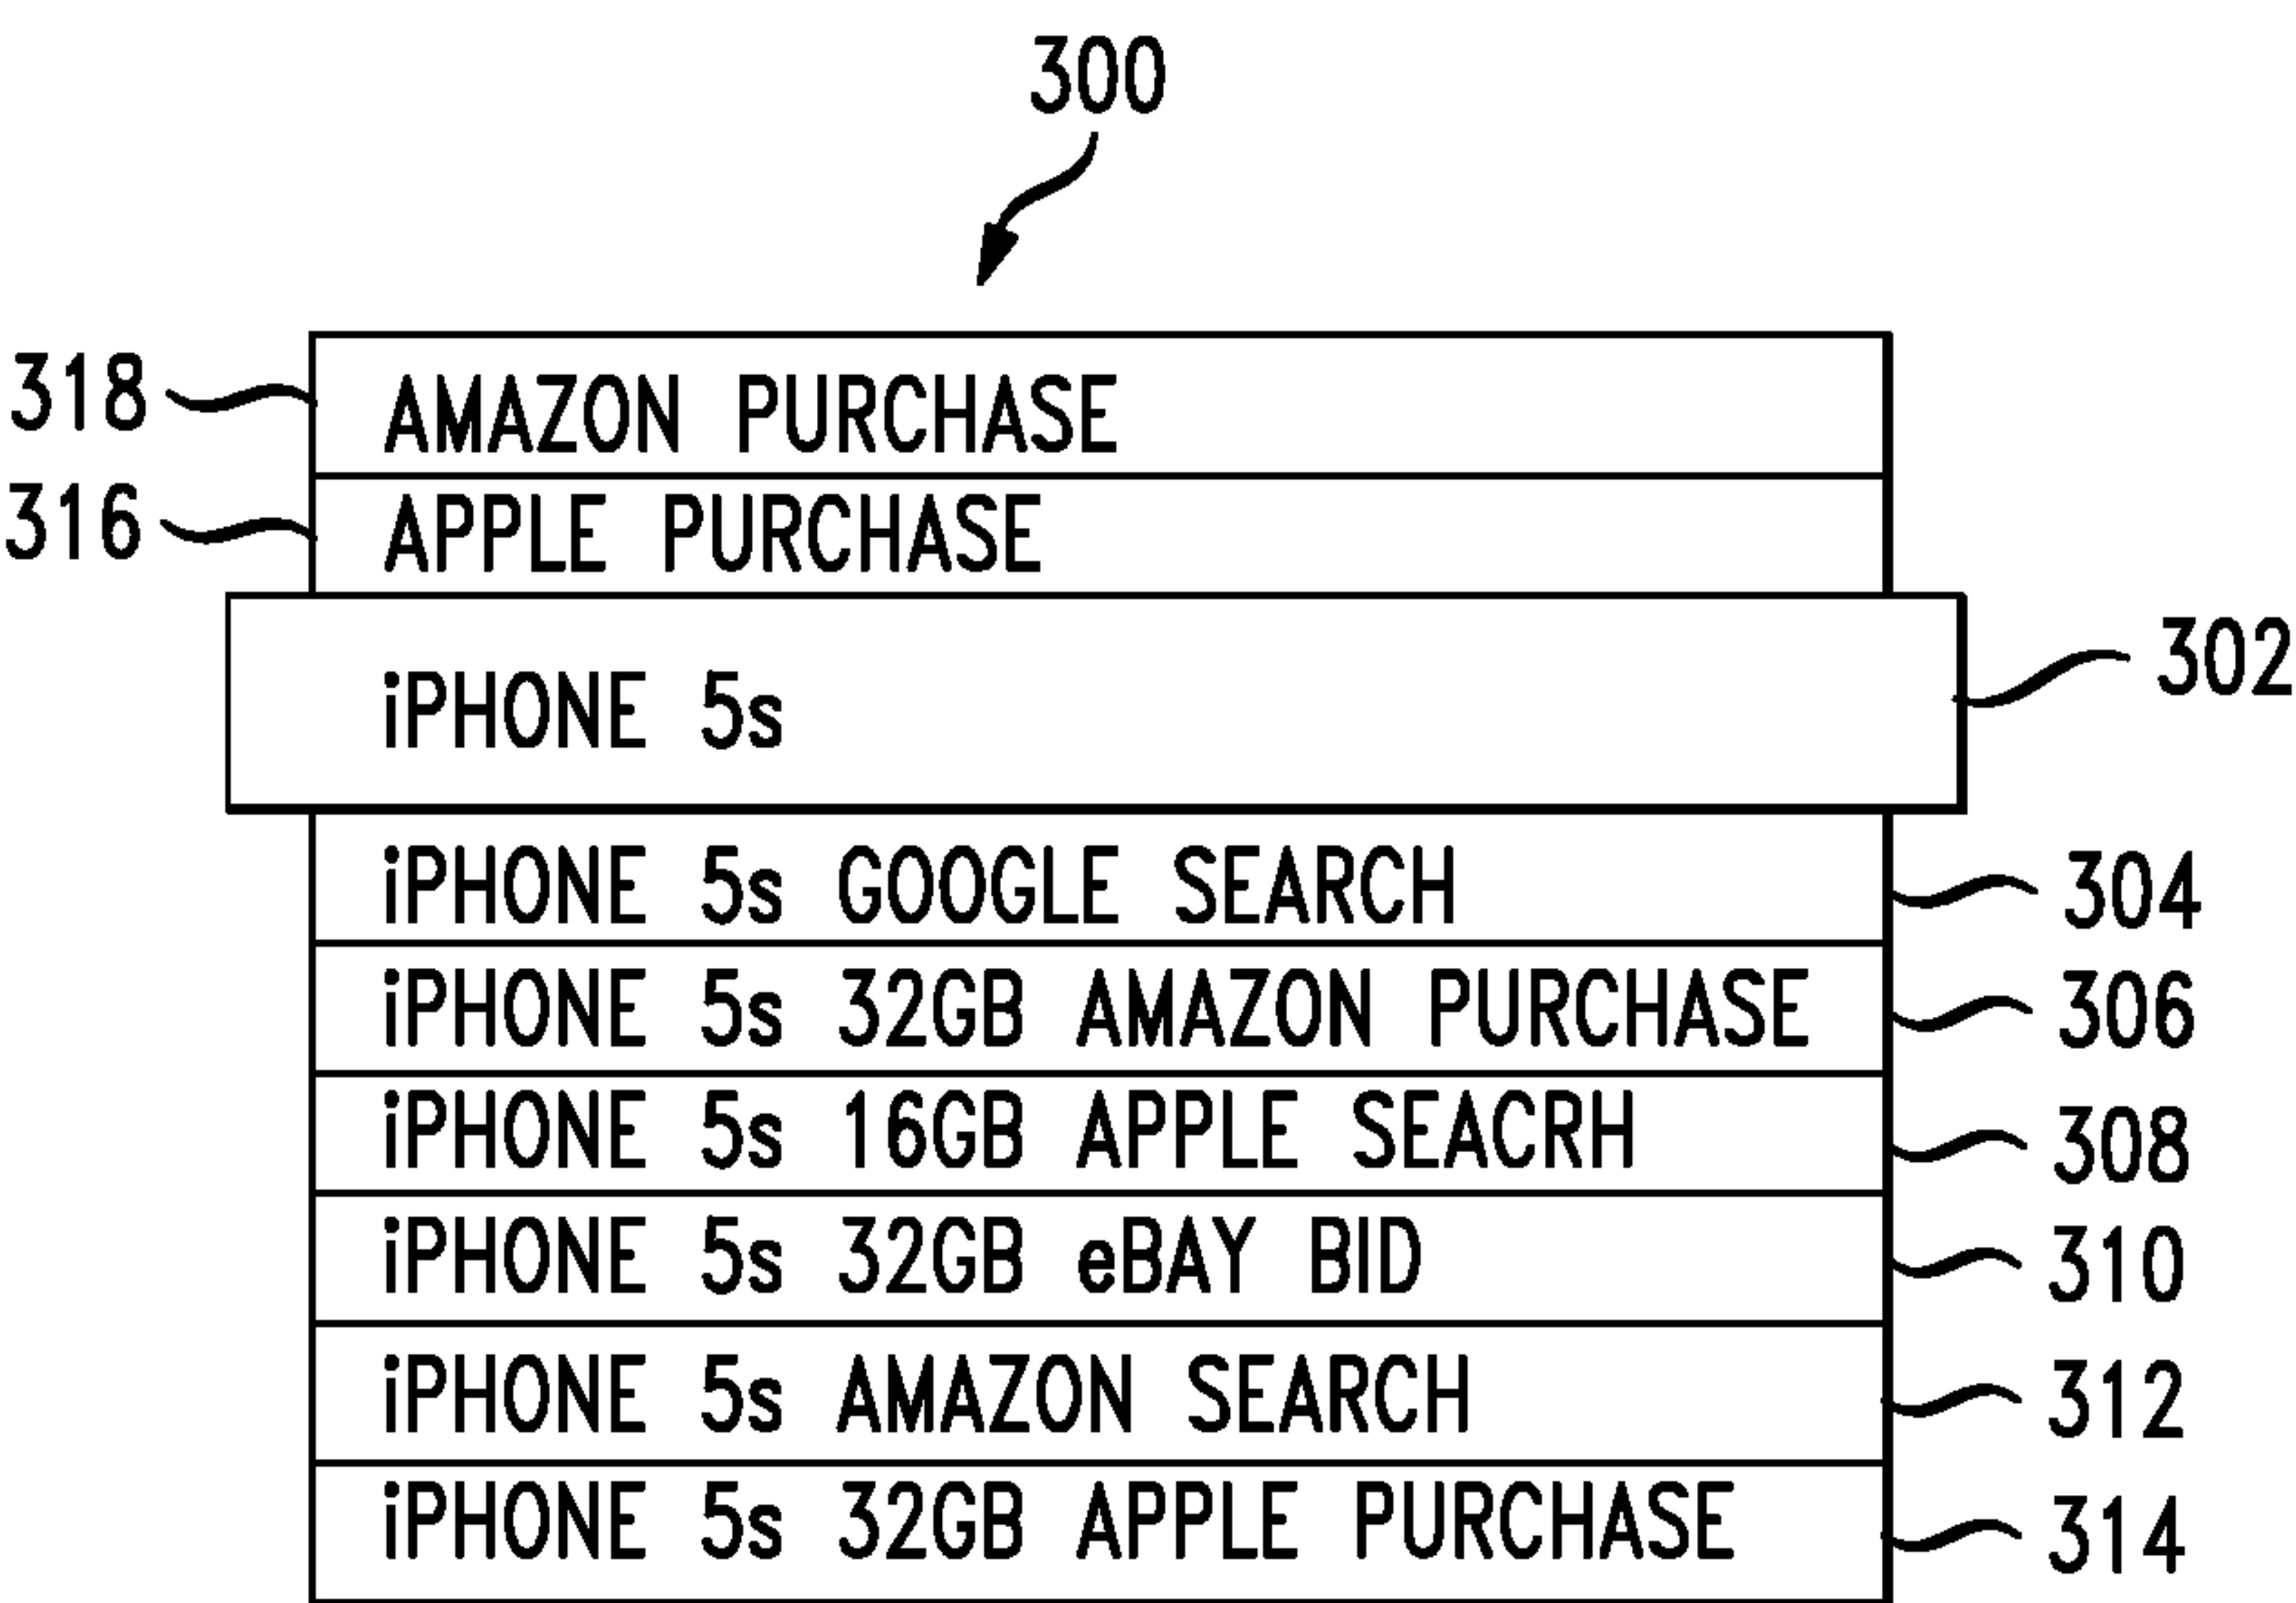 300
318 AMAZON PURCHASE
316 APPLE PURCHASE
iPHONE 5s 302
iPHONE 5s GOOGLE SEARCH 304
iPHONE 5s 32GB AMAZON PURCHASE 306
iPHONE 5s 16GB APPLE SEACRH 308
iPHONE 5s 32GB eBAY BID 310
iPHONE 5s AMAZON SEARCH 312
iPHONE 5s 32GB APPLE PURCHASE 314